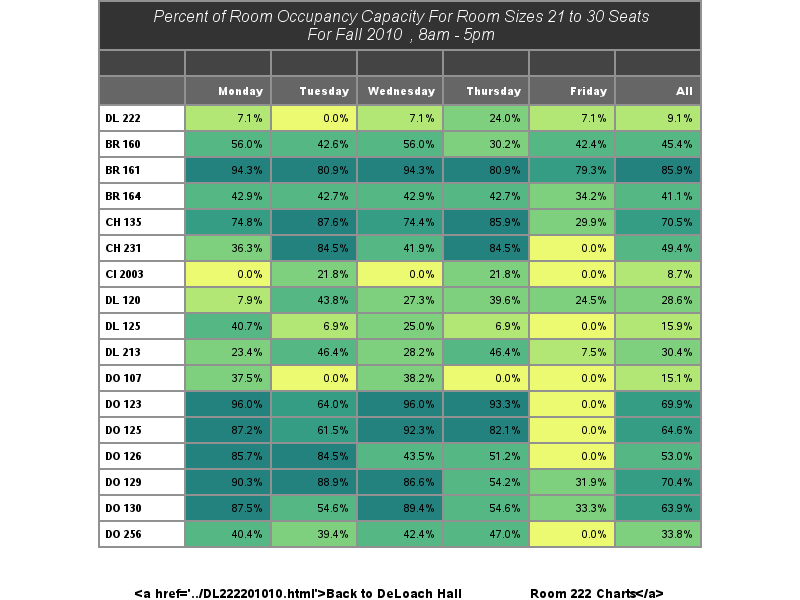 Percent of Room Occupancy Capacity For Room Sizes 21 to 30 Seats
For Fall 2010 , 8am - 5pm
Monday Tuesday Wednesday Thursday Friday All
DL 222 7.1% 0.0% 7.1% 24.0% 7.1% 9.1%
BR 160 56.0% 42.6% 56.0% 30.2% 42.4% 45.4%
BR 161 94.3% 80.9% 94.3% 80.9% 79.3% 85.9%
BR 164 42.9% 42.7% 42.9% 42.7% 34.2% 41.1%
CH 135 74.8% 87.6% 74.4% 85.9% 29.9% 70.5%
CH 231 36.3% 84.5% 41.9% 84.5% 0.0% 49.4%
CI 2003 0.0% 21.8% 0.0% 21.8% 0.0% 8.7%
DL 120 7.9% 43.8% 27.3% 39.6% 24.5% 28.6%
DL 125 40.7% 6.9% 25.0% 6.9% 0.0% 15.9%
DL 213 23.4% 46.4% 28.2% 46.4% 7.5% 30.4%
DO 107 37.5% 0.0% 38.2% 0.0% 0.0% 15.1%
DO 123 96.0% 64.0% 96.0% 93.3% 0.0% 69.9%
DO 125 87.2% 61.5% 92.3% 82.1% 0.0% 64.6%
DO 126 85.7% 84.5% 43.5% 51.2% 0.0% 53.0%
DO 129 90.3% 88.9% 86.6% 54.2% 31.9% 70.4%
DO 130 87.5% 54.6% 89.4% 54.6% 33.3% 63.9%
DO 256 40.4% 39.4% 42.4% 47.0% 0.0% 33.8%
<a href='../DL222201010.html'>Back to DeLoach Hall Room 222 Charts</a>